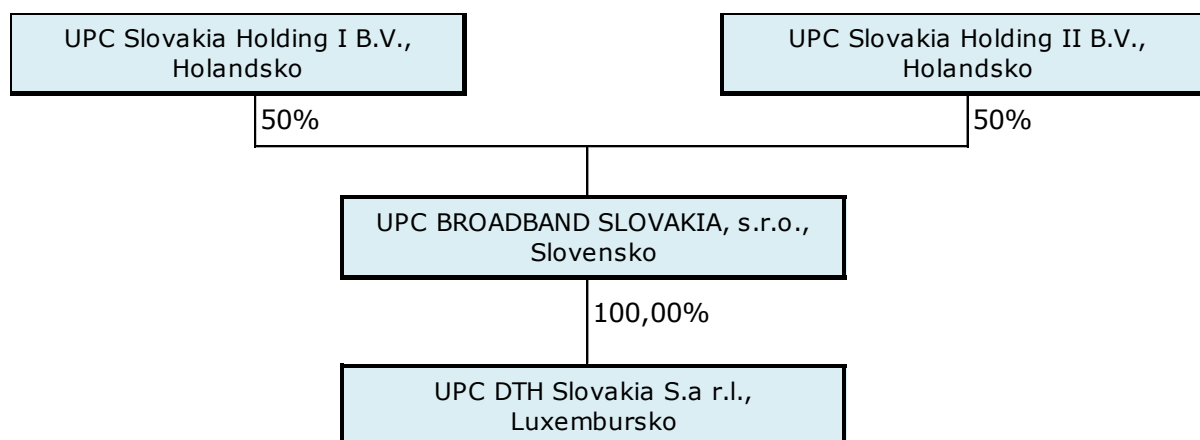 UPC Slovakia Holding I B.V.,
Holandsko
UPC Slovakia Holding II B.V.,
Holandsko
50%
50%
UPC BROADBAND SLOVAKIA, s.r.o.,
Slovensko
100,00%
UPC DTH Slovakia S.a r.l.,
Luxembursko